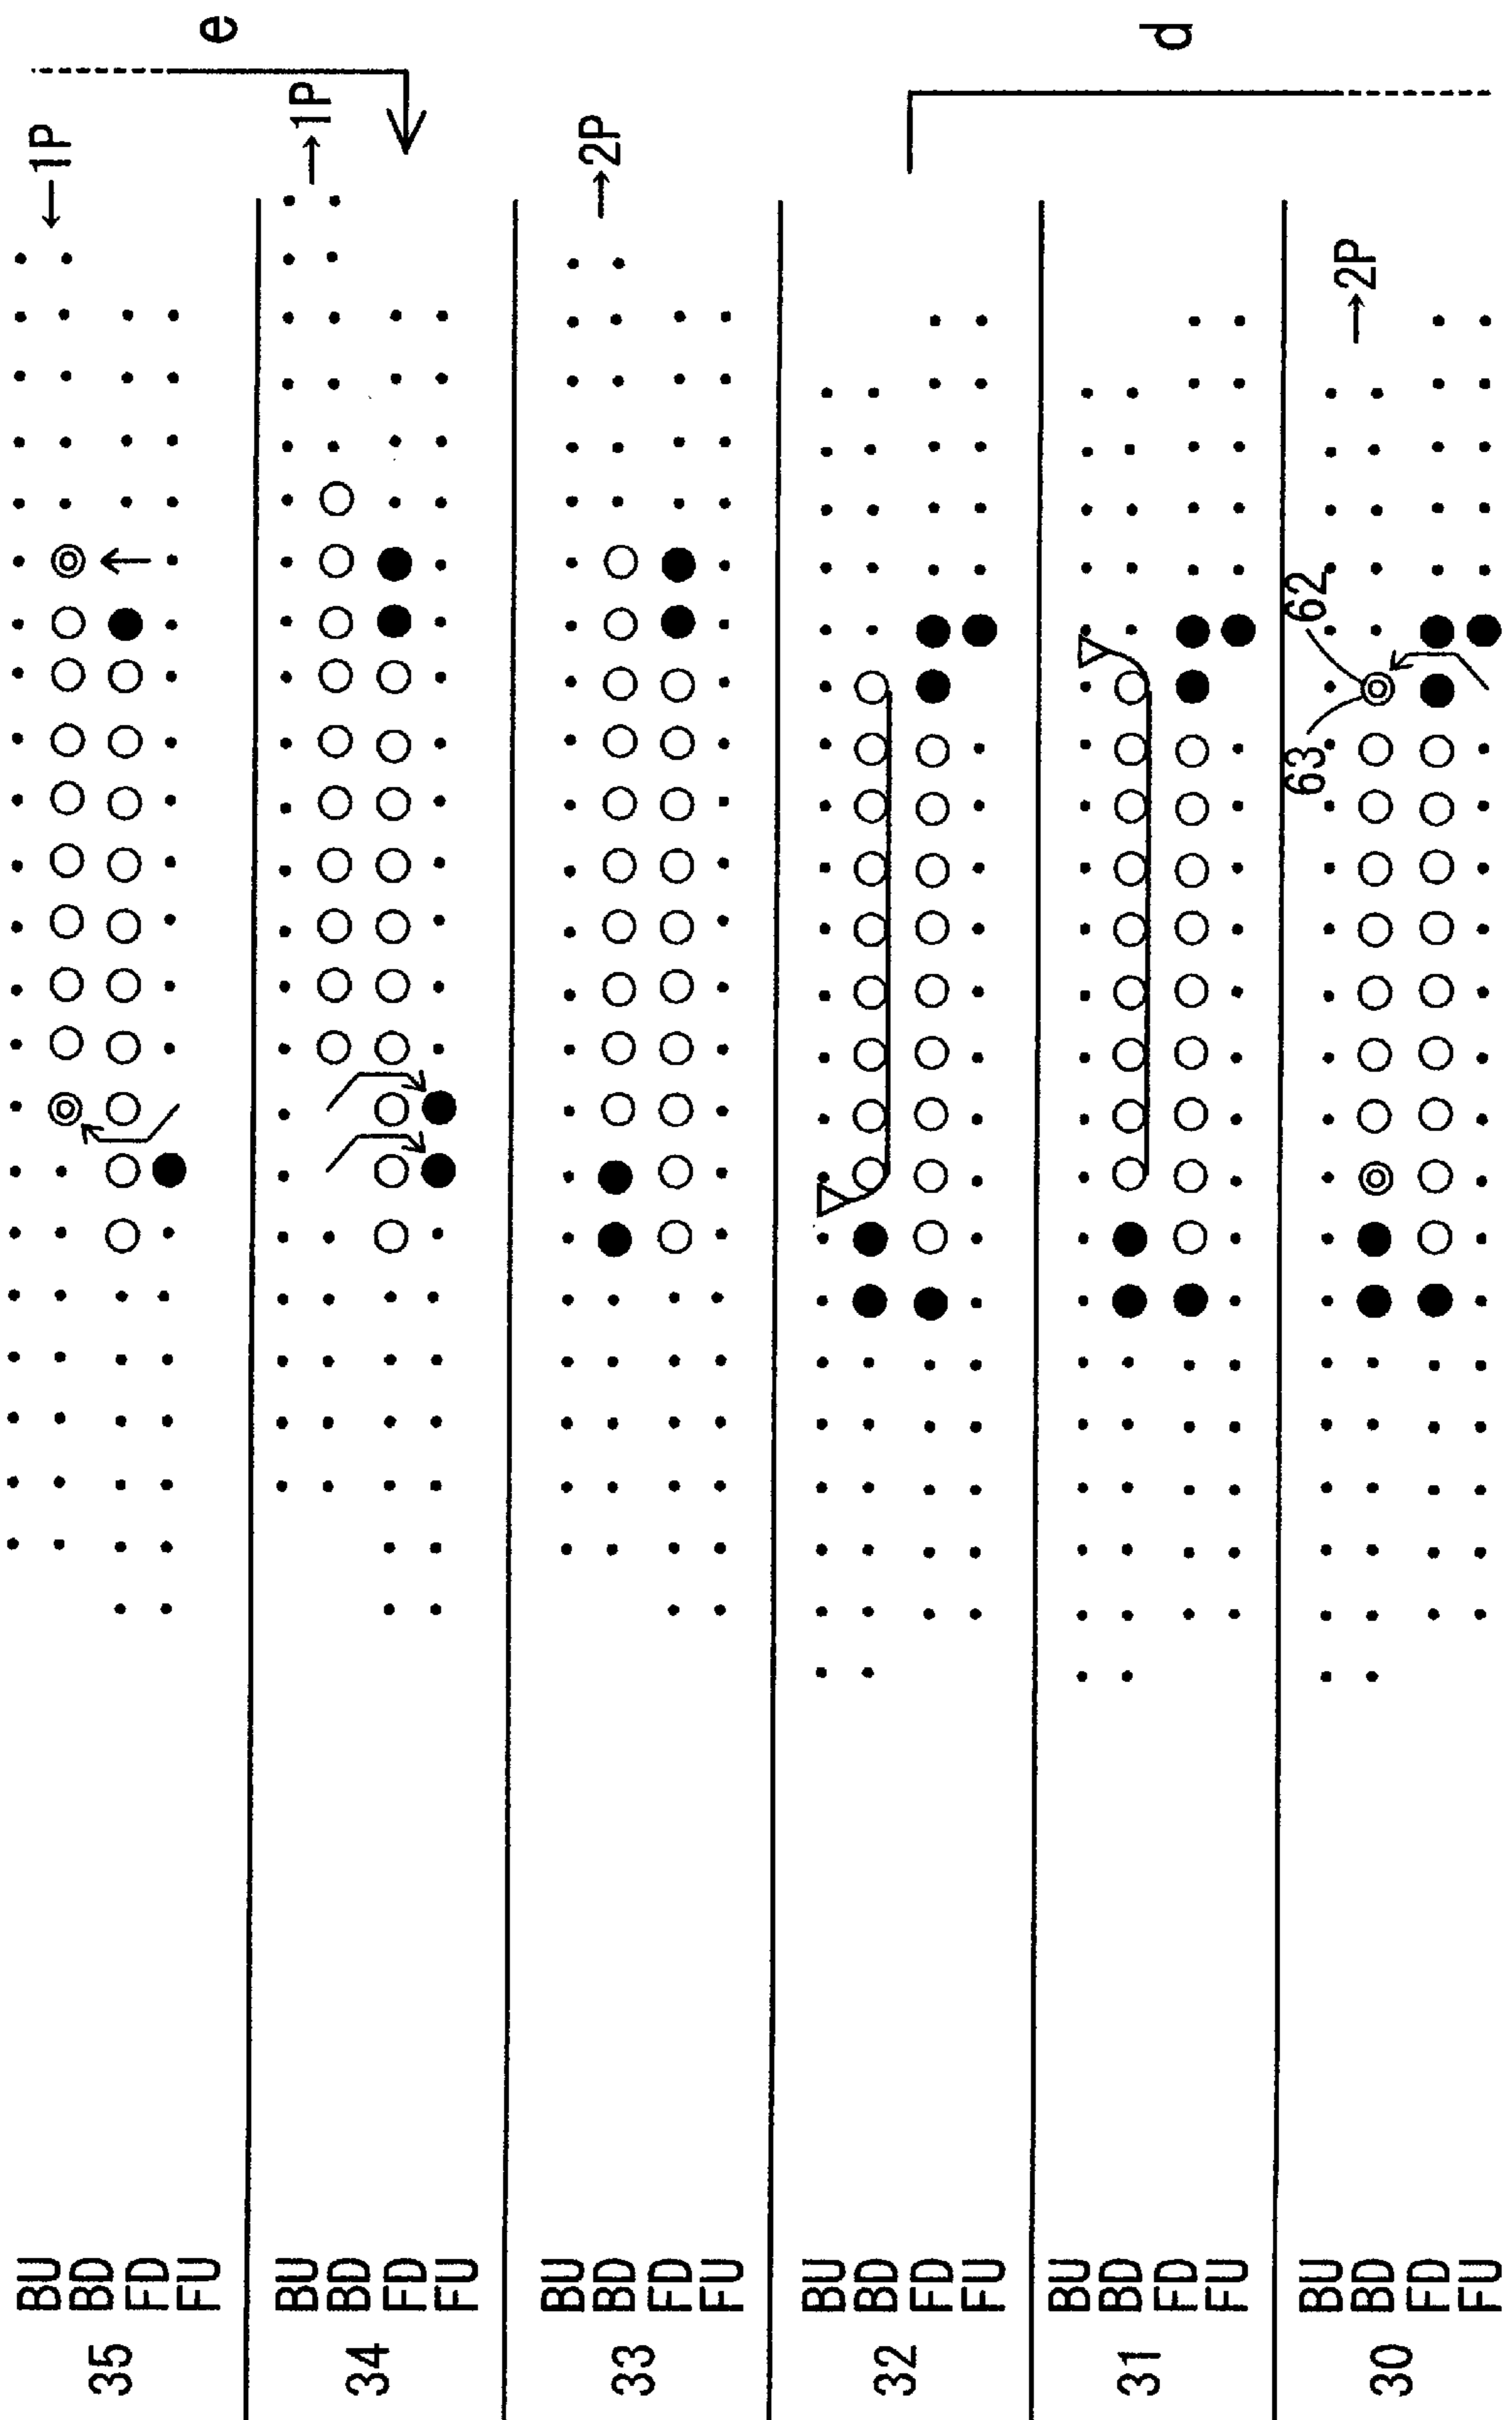 35 BU ←1P
BD
FD
FU
e
34 BU →1P
BD
FD
FU
33 BU →2P
BD
FD
FU
32 BU
BD
FD
FU
31 BU
BD
FD
FU
d
30 BU 63 62 →2P
BD
FD
FU